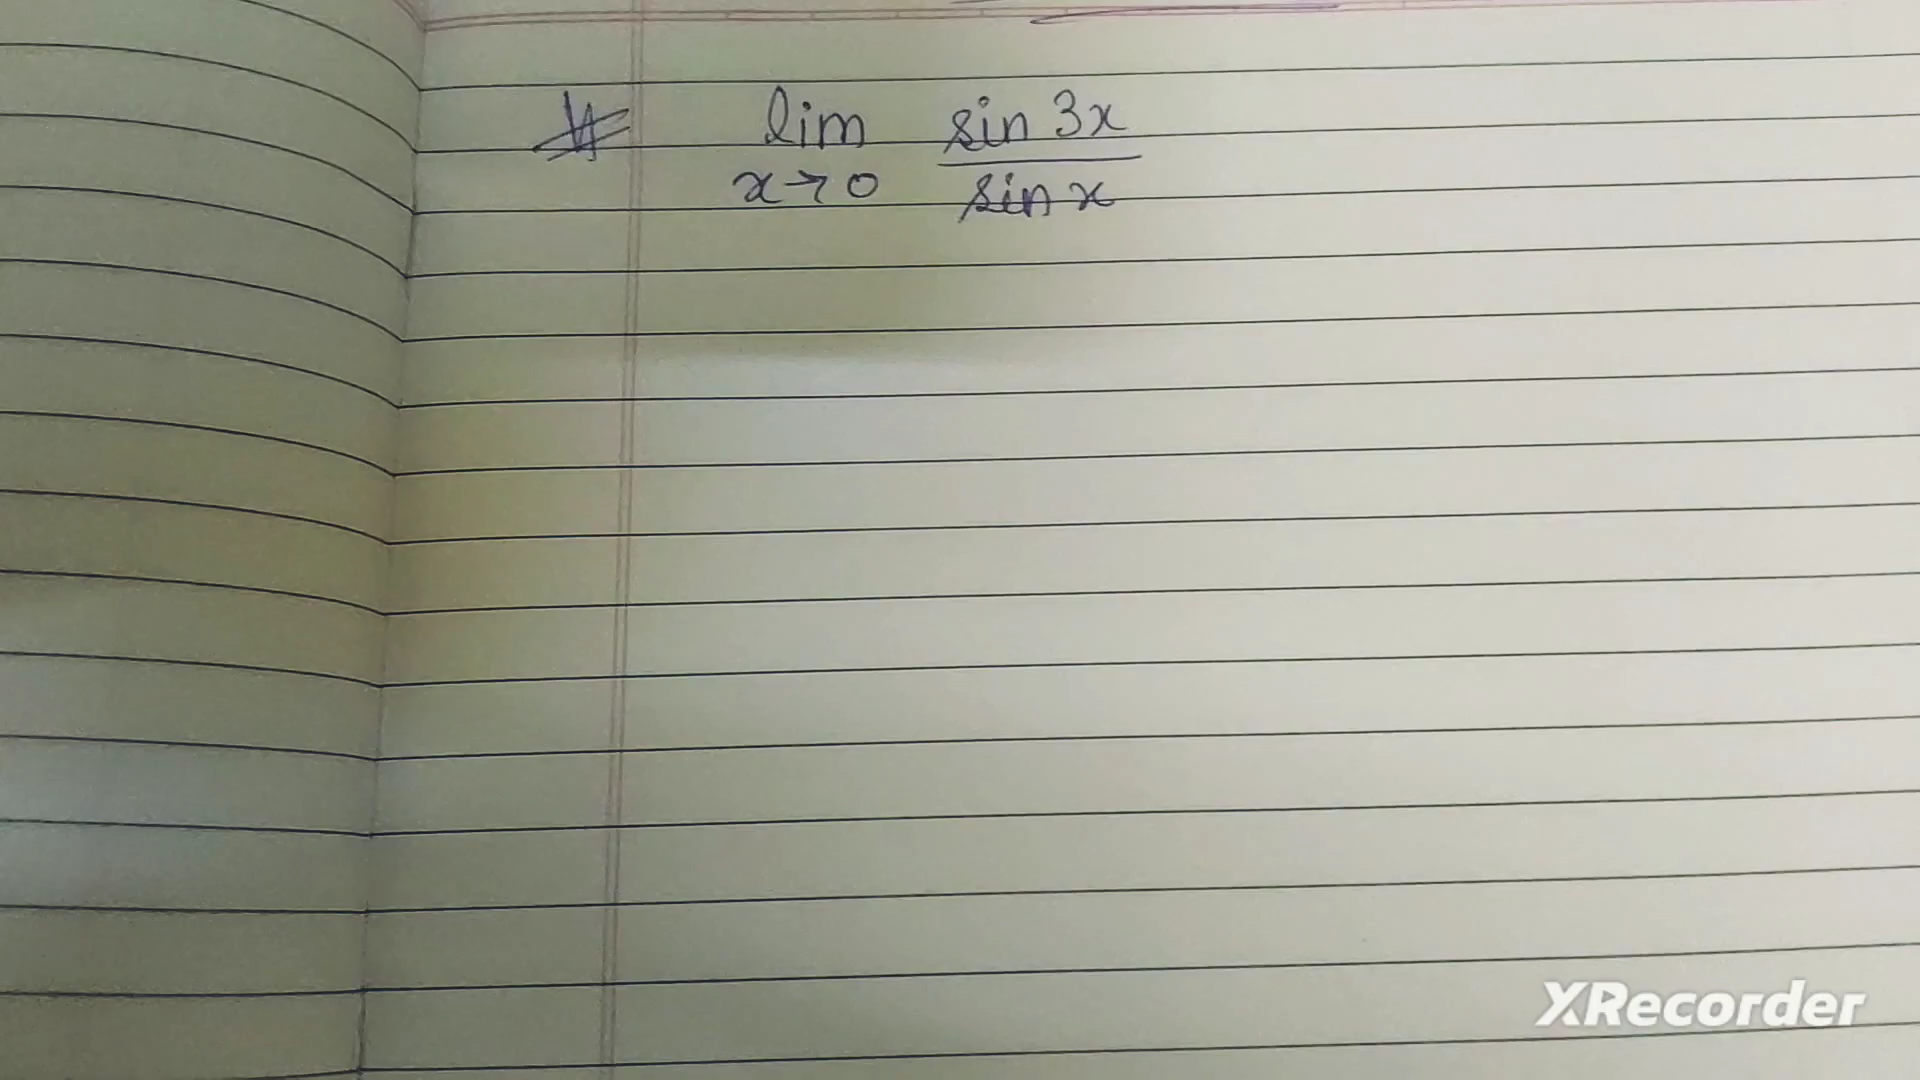 # lim sin 3x
x→0 sin x
XRecorder